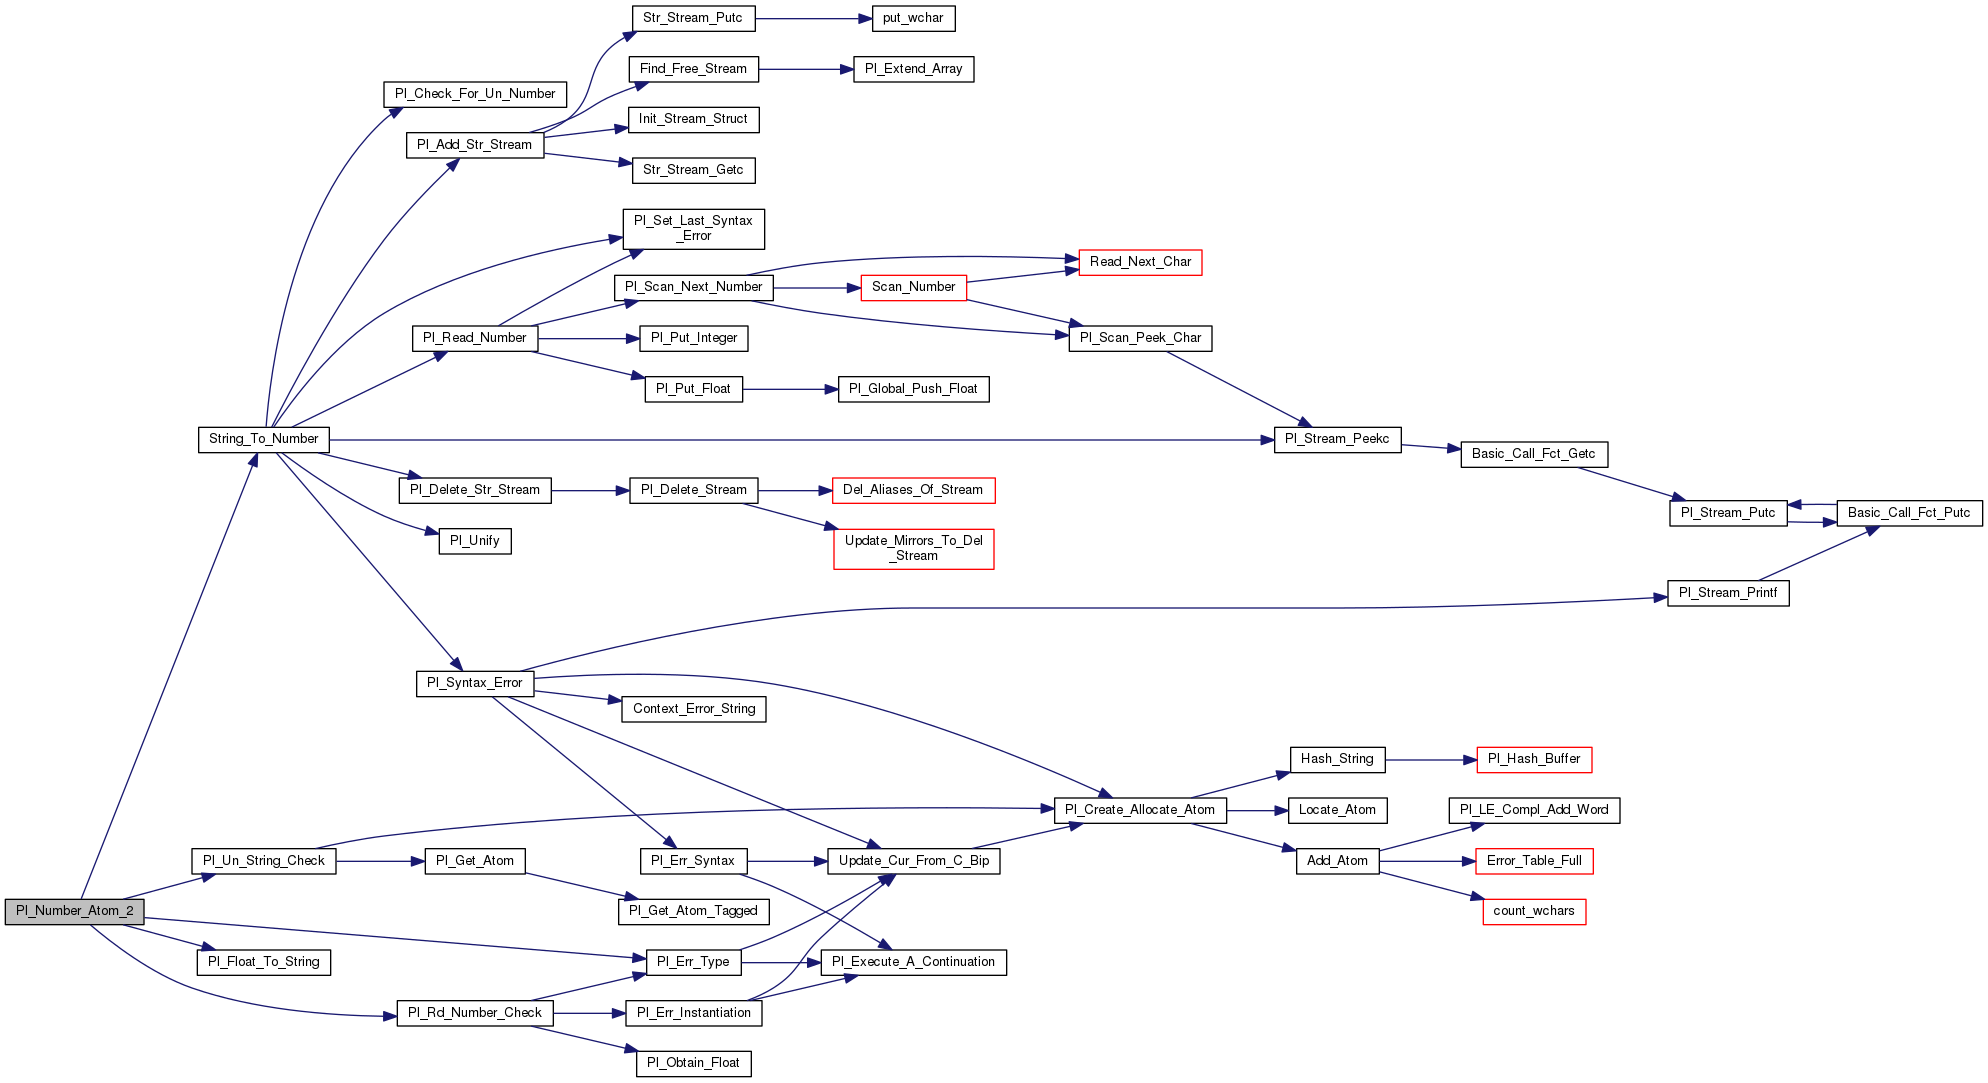 Str_Stream_Putc
put_wchar
Find_Free_Stream
Pl_Extend_Array
Pl_Check_For_Un_Number
Init_Stream_Struct
Pl_Add_Str_Stream
Str_Stream_Getc
Pl_Set_Last_Syntax
_Error
Read_Next_Char
Pl_Scan_Next_Number
Scan_Number
Pl_Read_Number
Pl_Put_Integer
Pl_Scan_Peek_Char
Pl_Put_Float
Pl_Global_Push_Float
String_To_Number
Pl_Stream_Peekc
Basic_Call_Fct_Getc
Pl_Delete_Str_Stream
Pl_Delete_Stream
Del_Aliases_Of_Stream
Pl_Stream_Putc
Basic_Call_Fct_Putc
Pl_Unify
Update_Mirrors_To_Del
_Stream
Pl_Stream_Printf
Pl_Syntax_Error
Context_Error_String
Hash_String
Pl_Hash_Buffer
Pl_Create_Allocate_Atom
Locate_Atom
Pl_LE_Compl_Add_Word
Pl_Un_String_Check
Pl_Get_Atom
Pl_Err_Syntax
Update_Cur_From_C_Bip
Add_Atom
Error_Table_Full
Pl_Number_Atom_2
Pl_Get_Atom_Tagged
count_wchars
Pl_Float_To_String
Pl_Err_Type
Pl_Execute_A_Continuation
Pl_Rd_Number_Check
Pl_Err_Instantiation
Pl_Obtain_Float